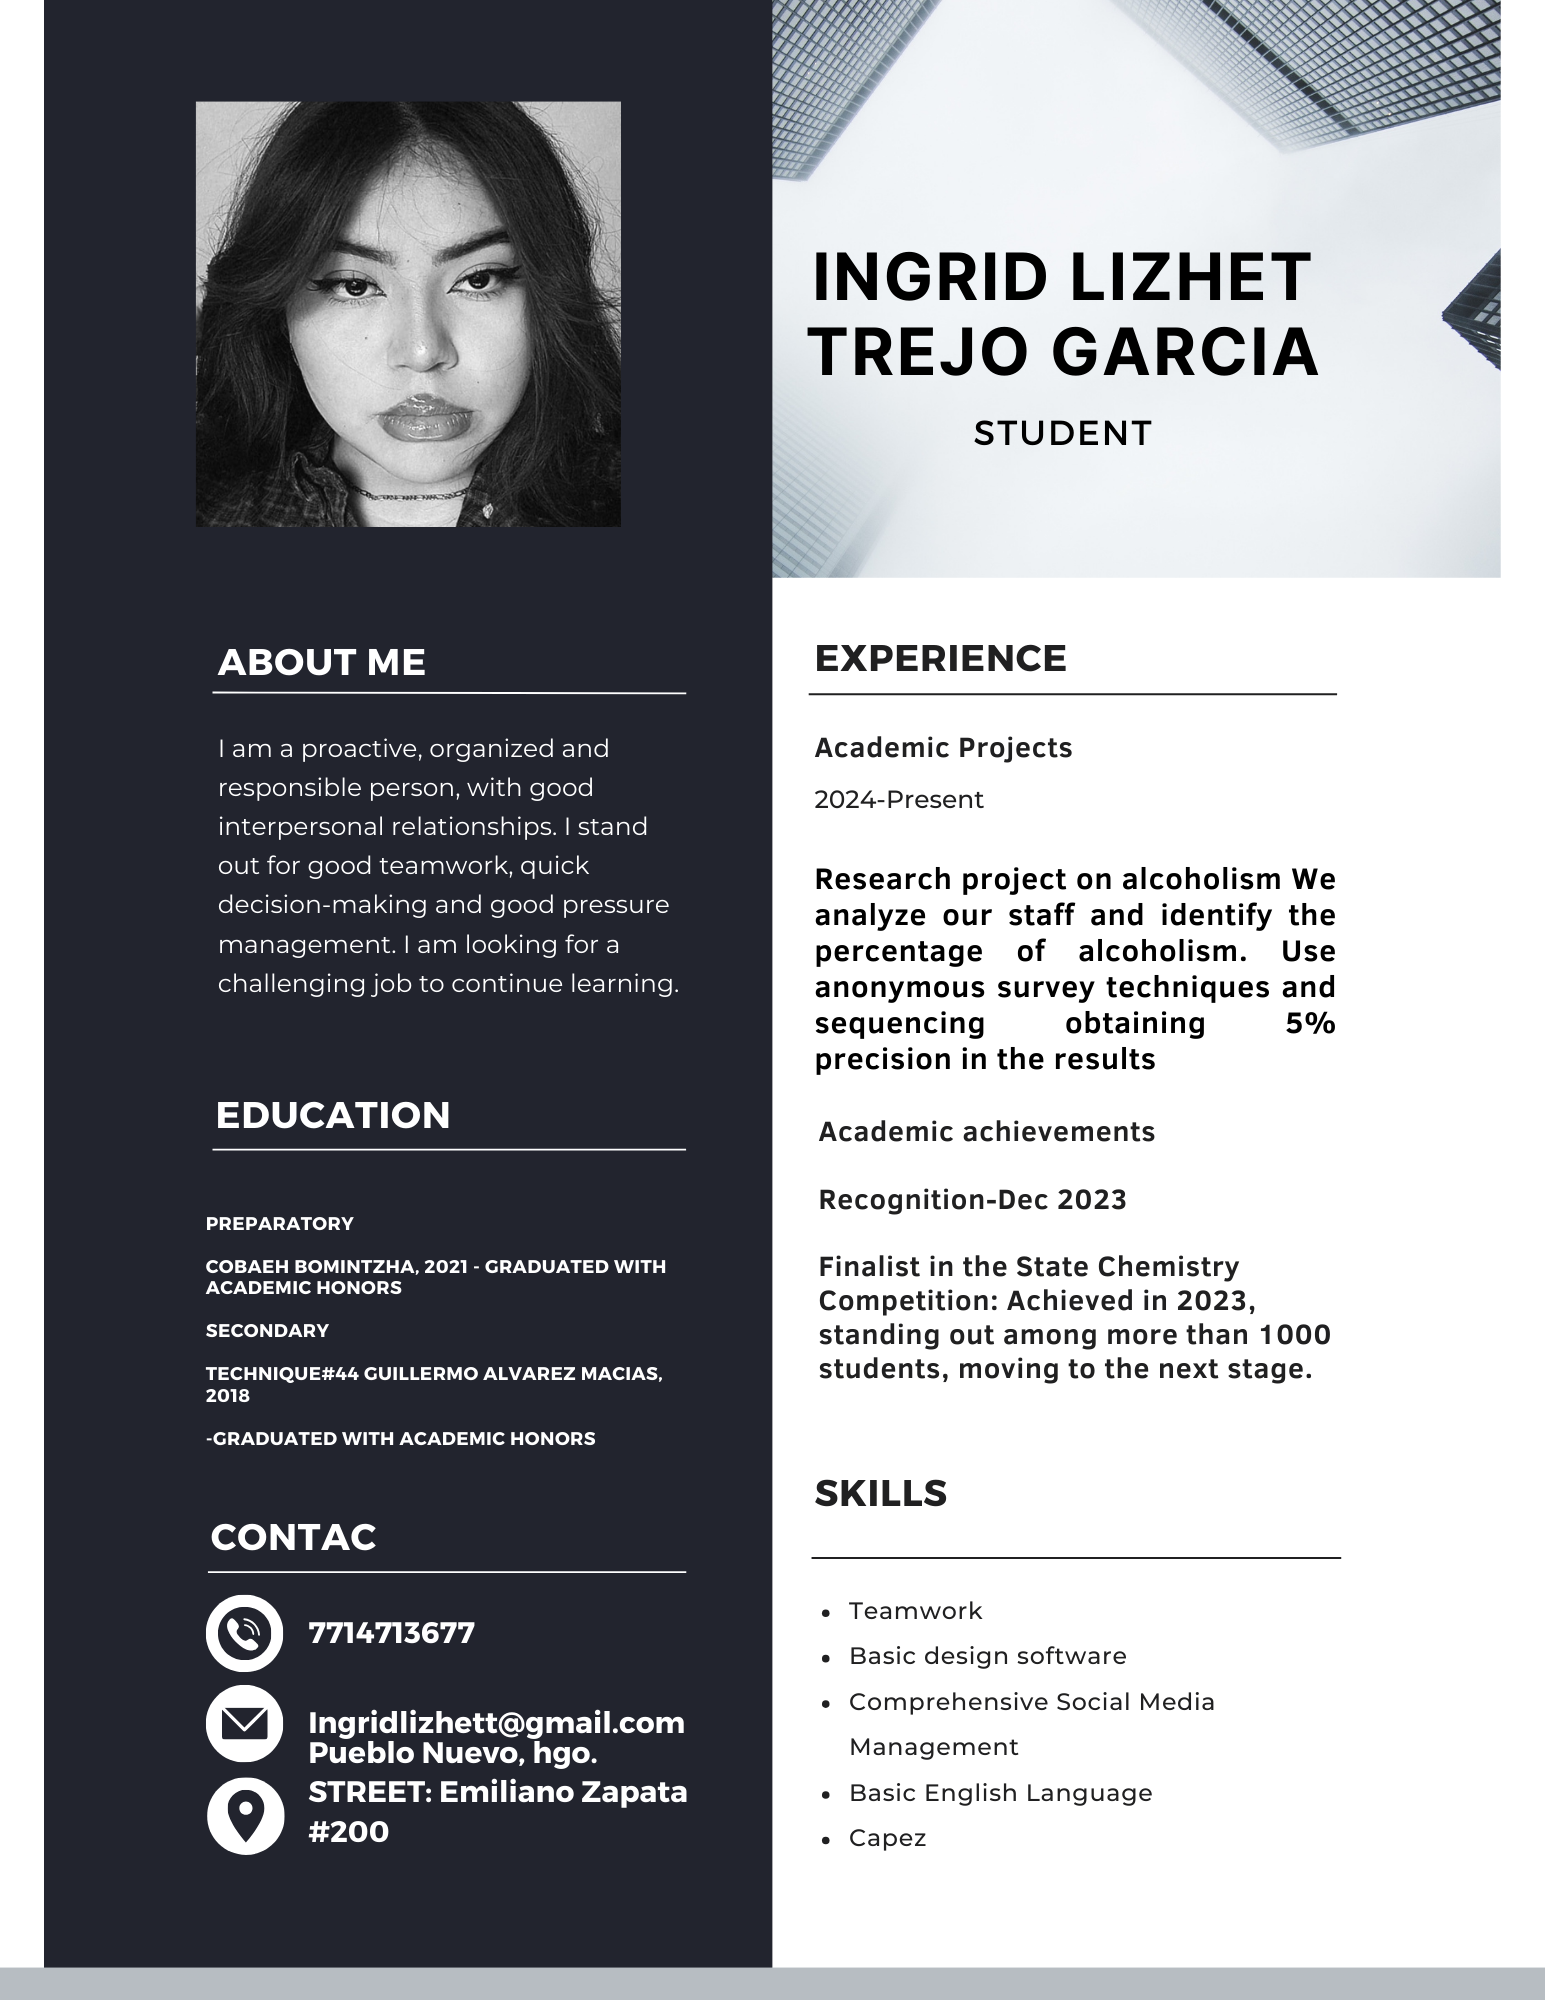 INGRID LIZHET
TREJO GARCIA
STUDENT
ABOUT ME
I am a proactive, organized and
responsible person, with good
interpersonal relationships. I stand
out for good teamwork, quick
decision-making and good pressure
management. I am looking for a
challenging job to continue learning.
EDUCATION
PREPARATORY
COBAEH BOMINTZHA, 2021 - GRADUATED WITH
ACADEMIC HONORS
SECONDARY
TECHNIQUE#44 GUILLERMO ALVAREZ MACIAS,
2018
-GRADUATED WITH ACADEMIC HONORS
CONTAC
7714713677
Ingridlizhett@gmail.com
Pueblo Nuevo, hgo.
STREET: Emiliano Zapata
#200
EXPERIENCE
Academic Projects
2024-Present
Research project on alcoholism We
analyze our staff and identify the
percentage of alcoholism. Use
anonymous survey techniques and
sequencing obtaining 5%
precision in the results
Academic achievements
Recognition-Dec 2023
Finalist in the State Chemistry
Competition: Achieved in 2023,
standing out among more than 1000
students, moving to the next stage.
SKILLS
• Teamwork
• Basic design software
• Comprehensive Social Media
Management
• Basic English Language
• Capez